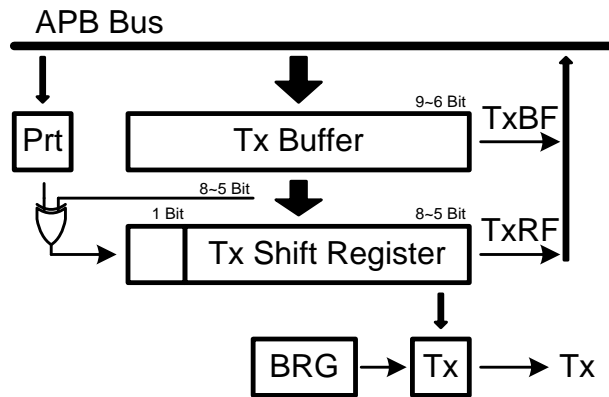 APB Bus
9~6 Bit
Prt
Tx Buffer
TxBF
8~5 Bit
1 Bit
8~5 Bit
Tx Shift Register
TxRF
BRG
Tx
Tx